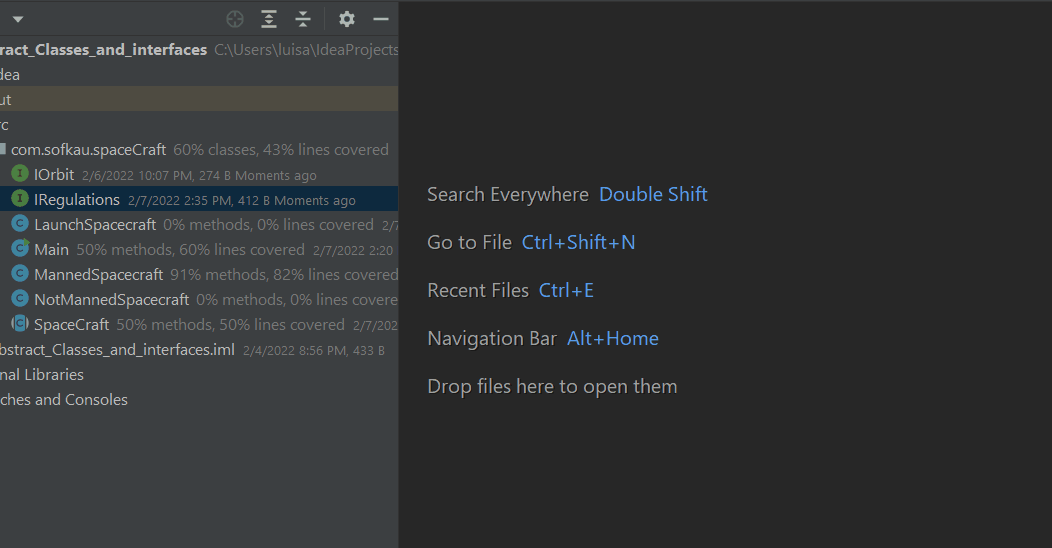 ract_Classes_and_interfaces C:\Users\luisa\IdeaProjects
dea
ut
rc
com.sofkau.spaceCraft 60% classes, 43% lines covered
I IOrbit 2/6/2022 10:07 PM, 274 B Moments ago
I IRegulations 2/7/2022 2:35 PM, 412 B Moments ago
C LaunchSpacecraft 0% methods, 0% lines covered 2/7
C Main 50% methods, 60% lines covered 2/7/2022 2:20
C MannedSpacecraft 91% methods, 82% lines covered
C NotMannedSpacecraft 0% methods, 0% lines covere
C SpaceCraft 50% methods, 50% lines covered 2/7/202
bstract_Classes_and_interfaces.iml 2/4/2022 8:56 PM, 433 B
nal Libraries
ches and Consoles
Search Everywhere Double Shift
Go to File Ctrl+Shift+N
Recent Files Ctrl+E
Navigation Bar Alt+Home
Drop files here to open them